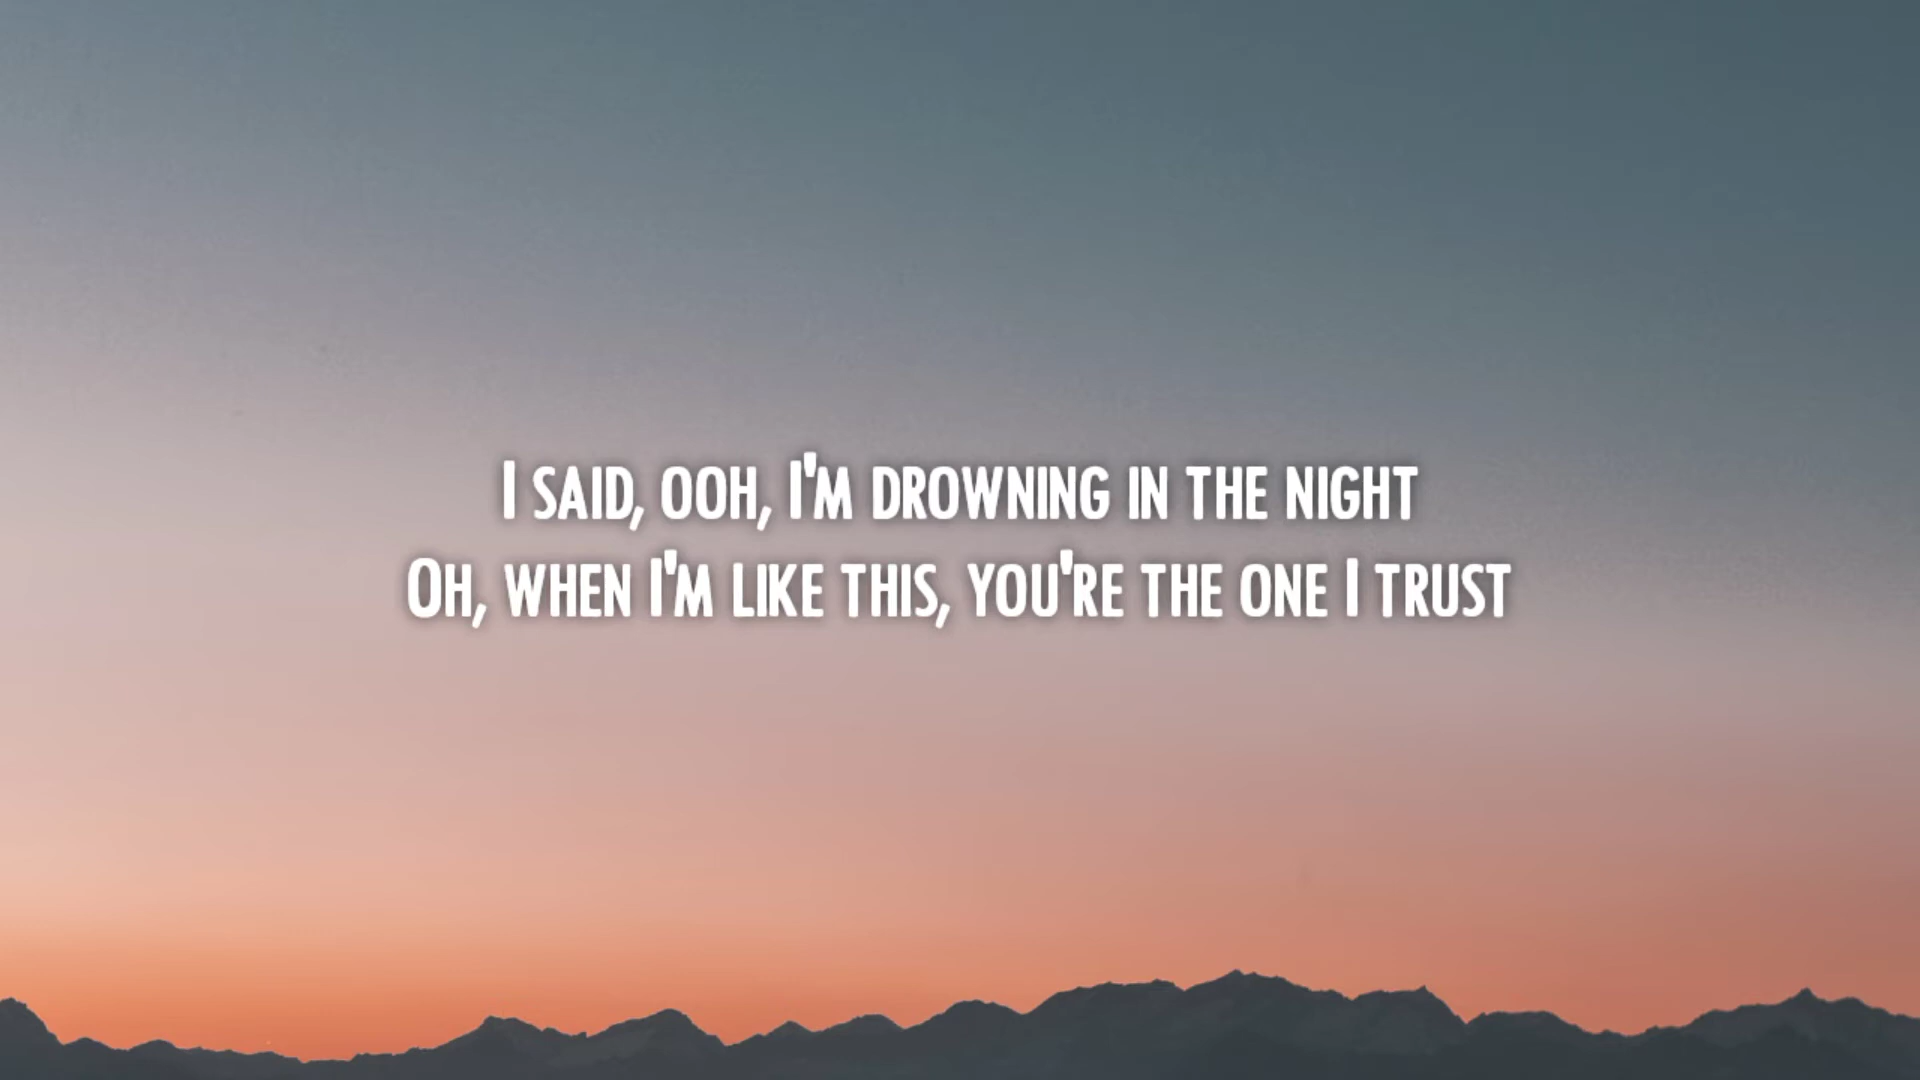 I SAID, OOH, I'M DROWNING IN THE NIGHT
OH, WHEN I'M LIKE THIS, YOU'RE THE ONE I TRUST